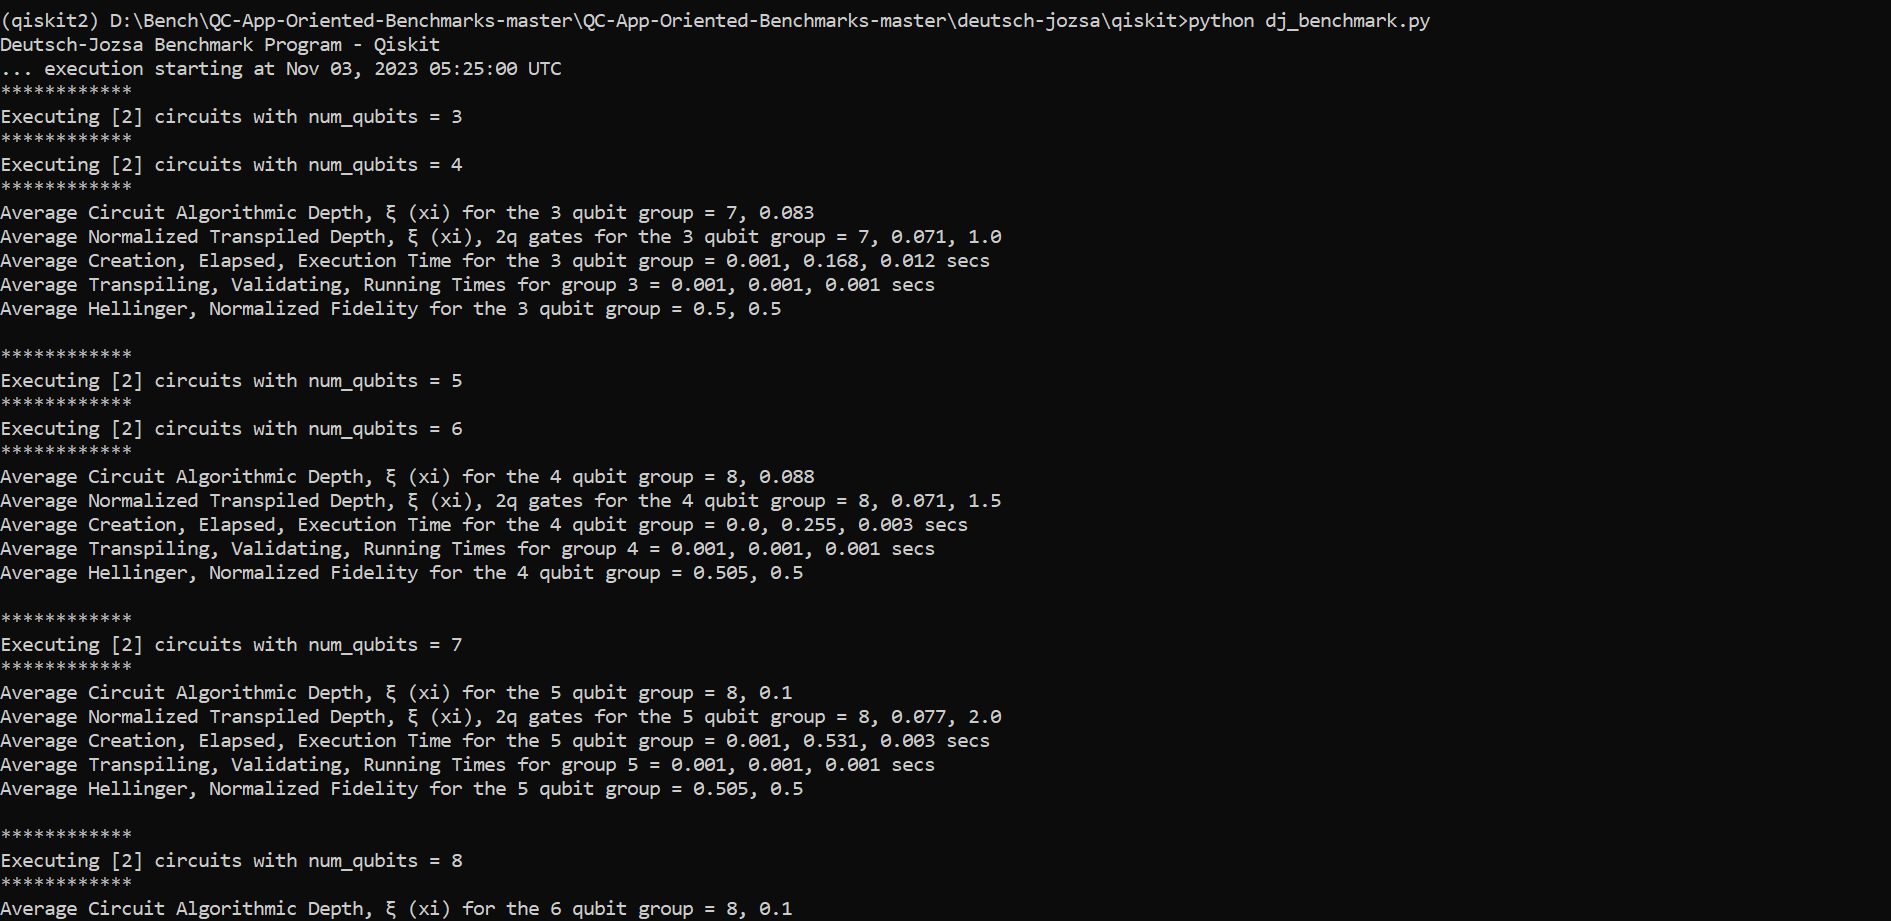 (qiskit2) D:\Bench\QC-App-Oriented-Benchmarks-master\QC-App-Oriented-Benchmarks-master\deutsch-jozsa\qiskit>python dj_benchmark.py
Deutsch-Jozsa Benchmark Program - Qiskit
... execution starting at Nov 03, 2023 05:25:00 UTC
************
Executing [2] circuits with num_qubits = 3
************
Executing [2] circuits with num_qubits = 4
************
Average Circuit Algorithmic Depth, ξ (xi) for the 3 qubit group = 7, 0.083
Average Normalized Transpiled Depth, ξ (xi), 2q gates for the 3 qubit group = 7, 0.071, 1.0
Average Creation, Elapsed, Execution Time for the 3 qubit group = 0.001, 0.168, 0.012 secs
Average Transpiling, Validating, Running Times for group 3 = 0.001, 0.001, 0.001 secs
Average Hellinger, Normalized Fidelity for the 3 qubit group = 0.5, 0.5

************
Executing [2] circuits with num_qubits = 5
************
Executing [2] circuits with num_qubits = 6
************
Average Circuit Algorithmic Depth, ξ (xi) for the 4 qubit group = 8, 0.088
Average Normalized Transpiled Depth, ξ (xi), 2q gates for the 4 qubit group = 8, 0.071, 1.5
Average Creation, Elapsed, Execution Time for the 4 qubit group = 0.0, 0.255, 0.003 secs
Average Transpiling, Validating, Running Times for group 4 = 0.001, 0.001, 0.001 secs
Average Hellinger, Normalized Fidelity for the 4 qubit group = 0.505, 0.5

************
Executing [2] circuits with num_qubits = 7
************
Average Circuit Algorithmic Depth, ξ (xi) for the 5 qubit group = 8, 0.1
Average Normalized Transpiled Depth, ξ (xi), 2q gates for the 5 qubit group = 8, 0.077, 2.0
Average Creation, Elapsed, Execution Time for the 5 qubit group = 0.001, 0.531, 0.003 secs
Average Transpiling, Validating, Running Times for group 5 = 0.001, 0.001, 0.001 secs
Average Hellinger, Normalized Fidelity for the 5 qubit group = 0.505, 0.5

************
Executing [2] circuits with num_qubits = 8
************
Average Circuit Algorithmic Depth, ξ (xi) for the 6 qubit group = 8, 0.1